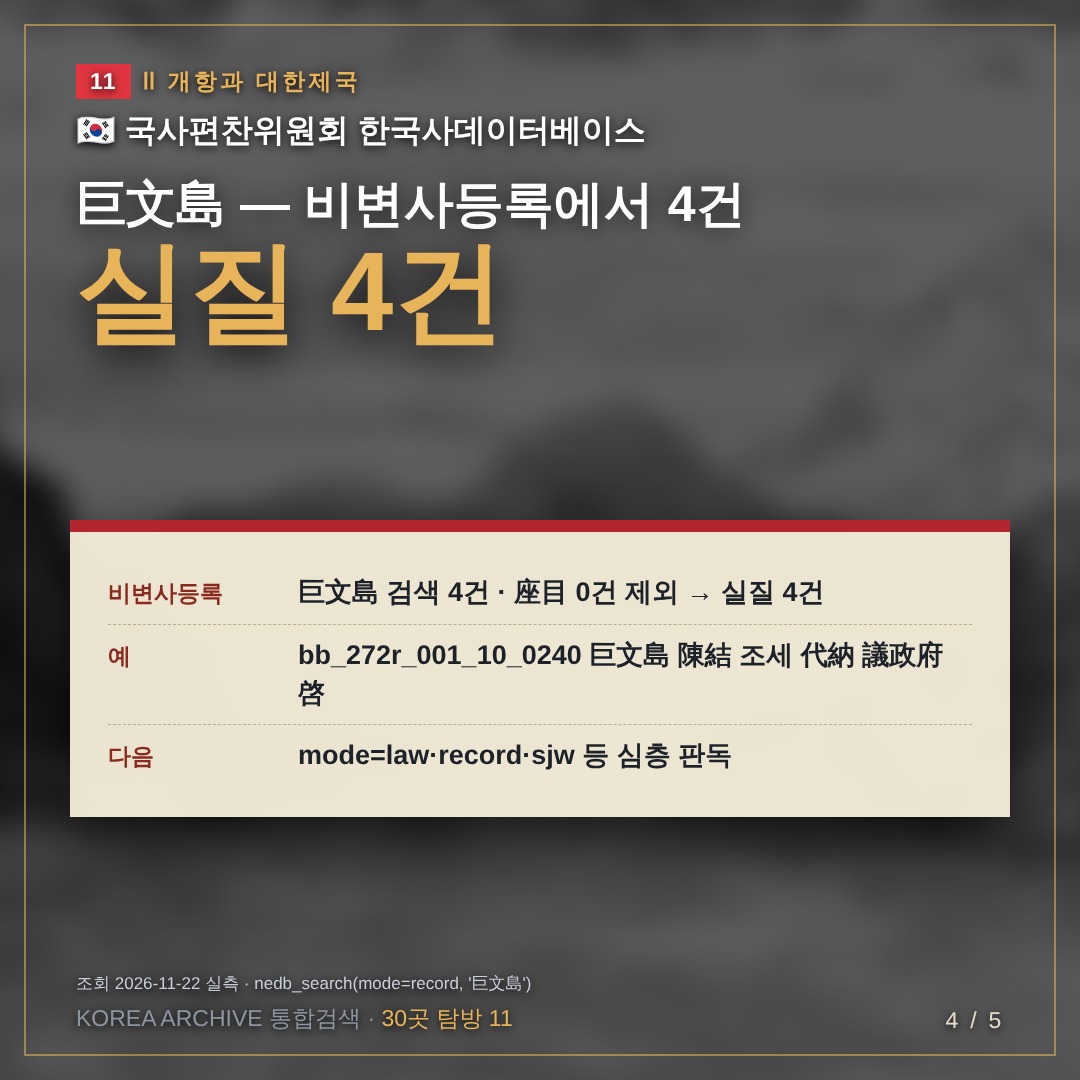 11 Ⅱ 개항과 대한제국
🇰🇷 국사편찬위원회 한국사데이터베이스
巨文島 — 비변사등록에서 4건
실질 4건
비변사등록 巨文島 검색 4건 · 座目 0건 제외 → 실질 4건
예 bb_272r_001_10_0240 巨文島 陳結 조세 代納 議政府
啓
다음 mode=law·record·sjw 등 심층 판독
조회 2026-11-22 실측 · nedb_search(mode=record, '巨文島')
KOREA ARCHIVE 통합검색 · 30곳 탐방 11
4 / 5